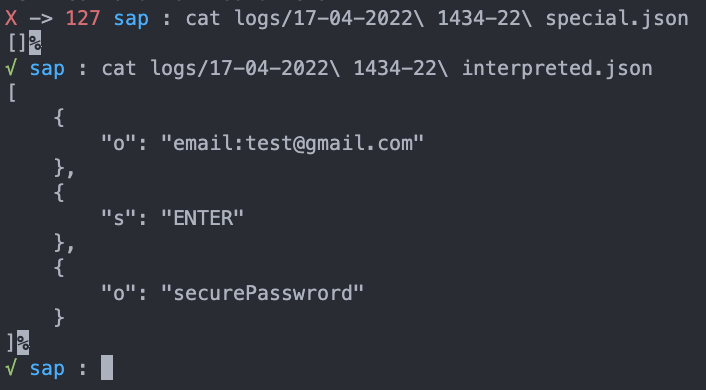 X -> 127 sap : cat logs/17-04-2022\ 1434-22\ special.json
[]%
√ sap : cat logs/17-04-2022\ 1434-22\ interpreted.json
[
    {
        "o": "email:test@gmail.com"
    },
    {
        "s": "ENTER"
    },
    {
        "o": "securePasswrord"
    }
]%
√ sap :